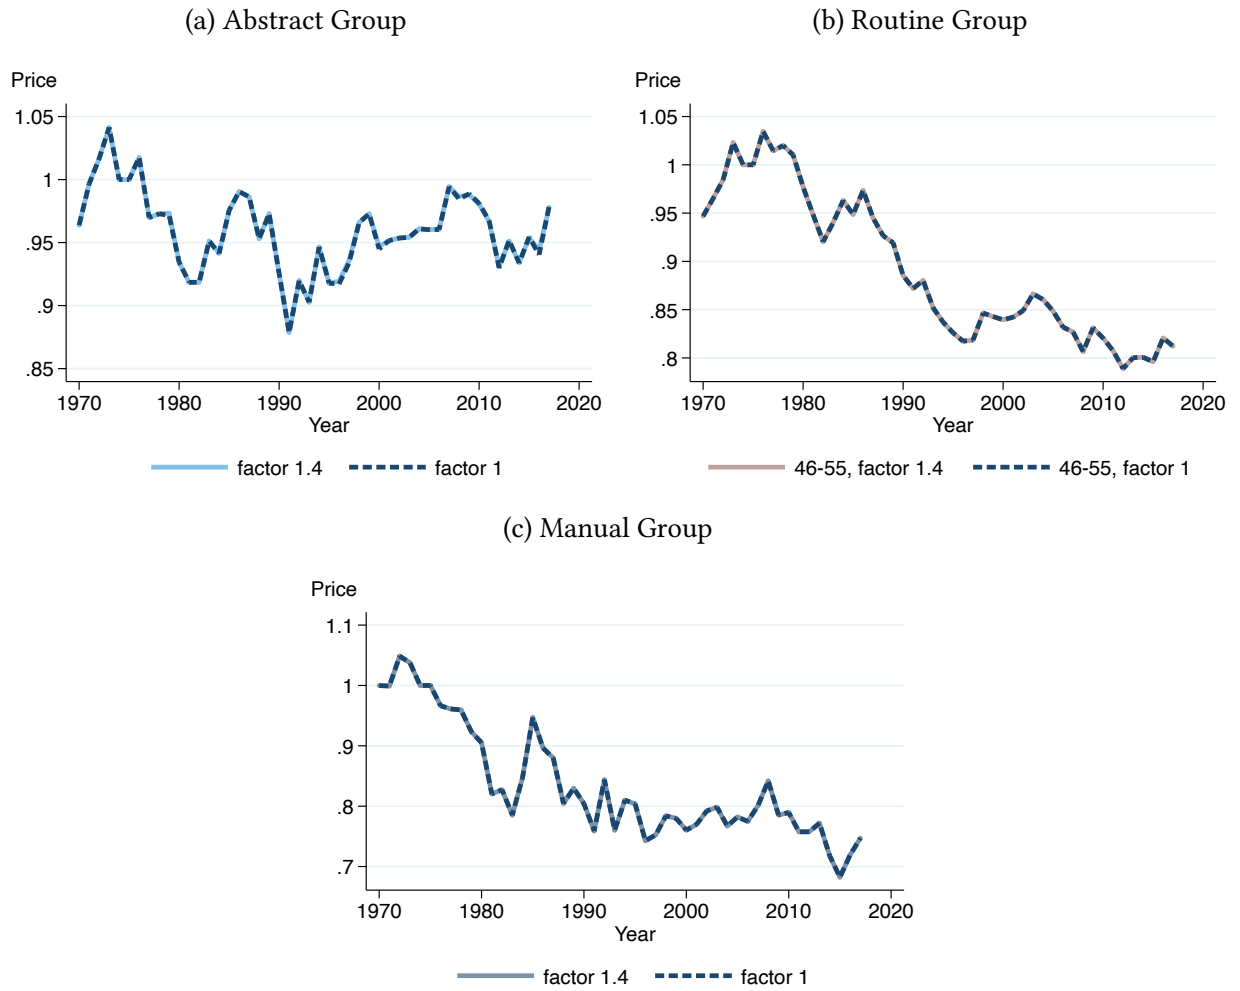 (a) Abstract Group
Price
1.05
1
.95
.9
.85
1970 1980 1990 2000 2010 2020
Year
factor 1.4 factor 1
(b) Routine Group
Price
1.05
1
.95
.9
.85
.8
1970 1980 1990 2000 2010 2020
Year
46-55, factor 1.4 46-55, factor 1
(c) Manual Group
Price
1.1
1
.9
.8
.7
1970 1980 1990 2000 2010 2020
Year
factor 1.4 factor 1